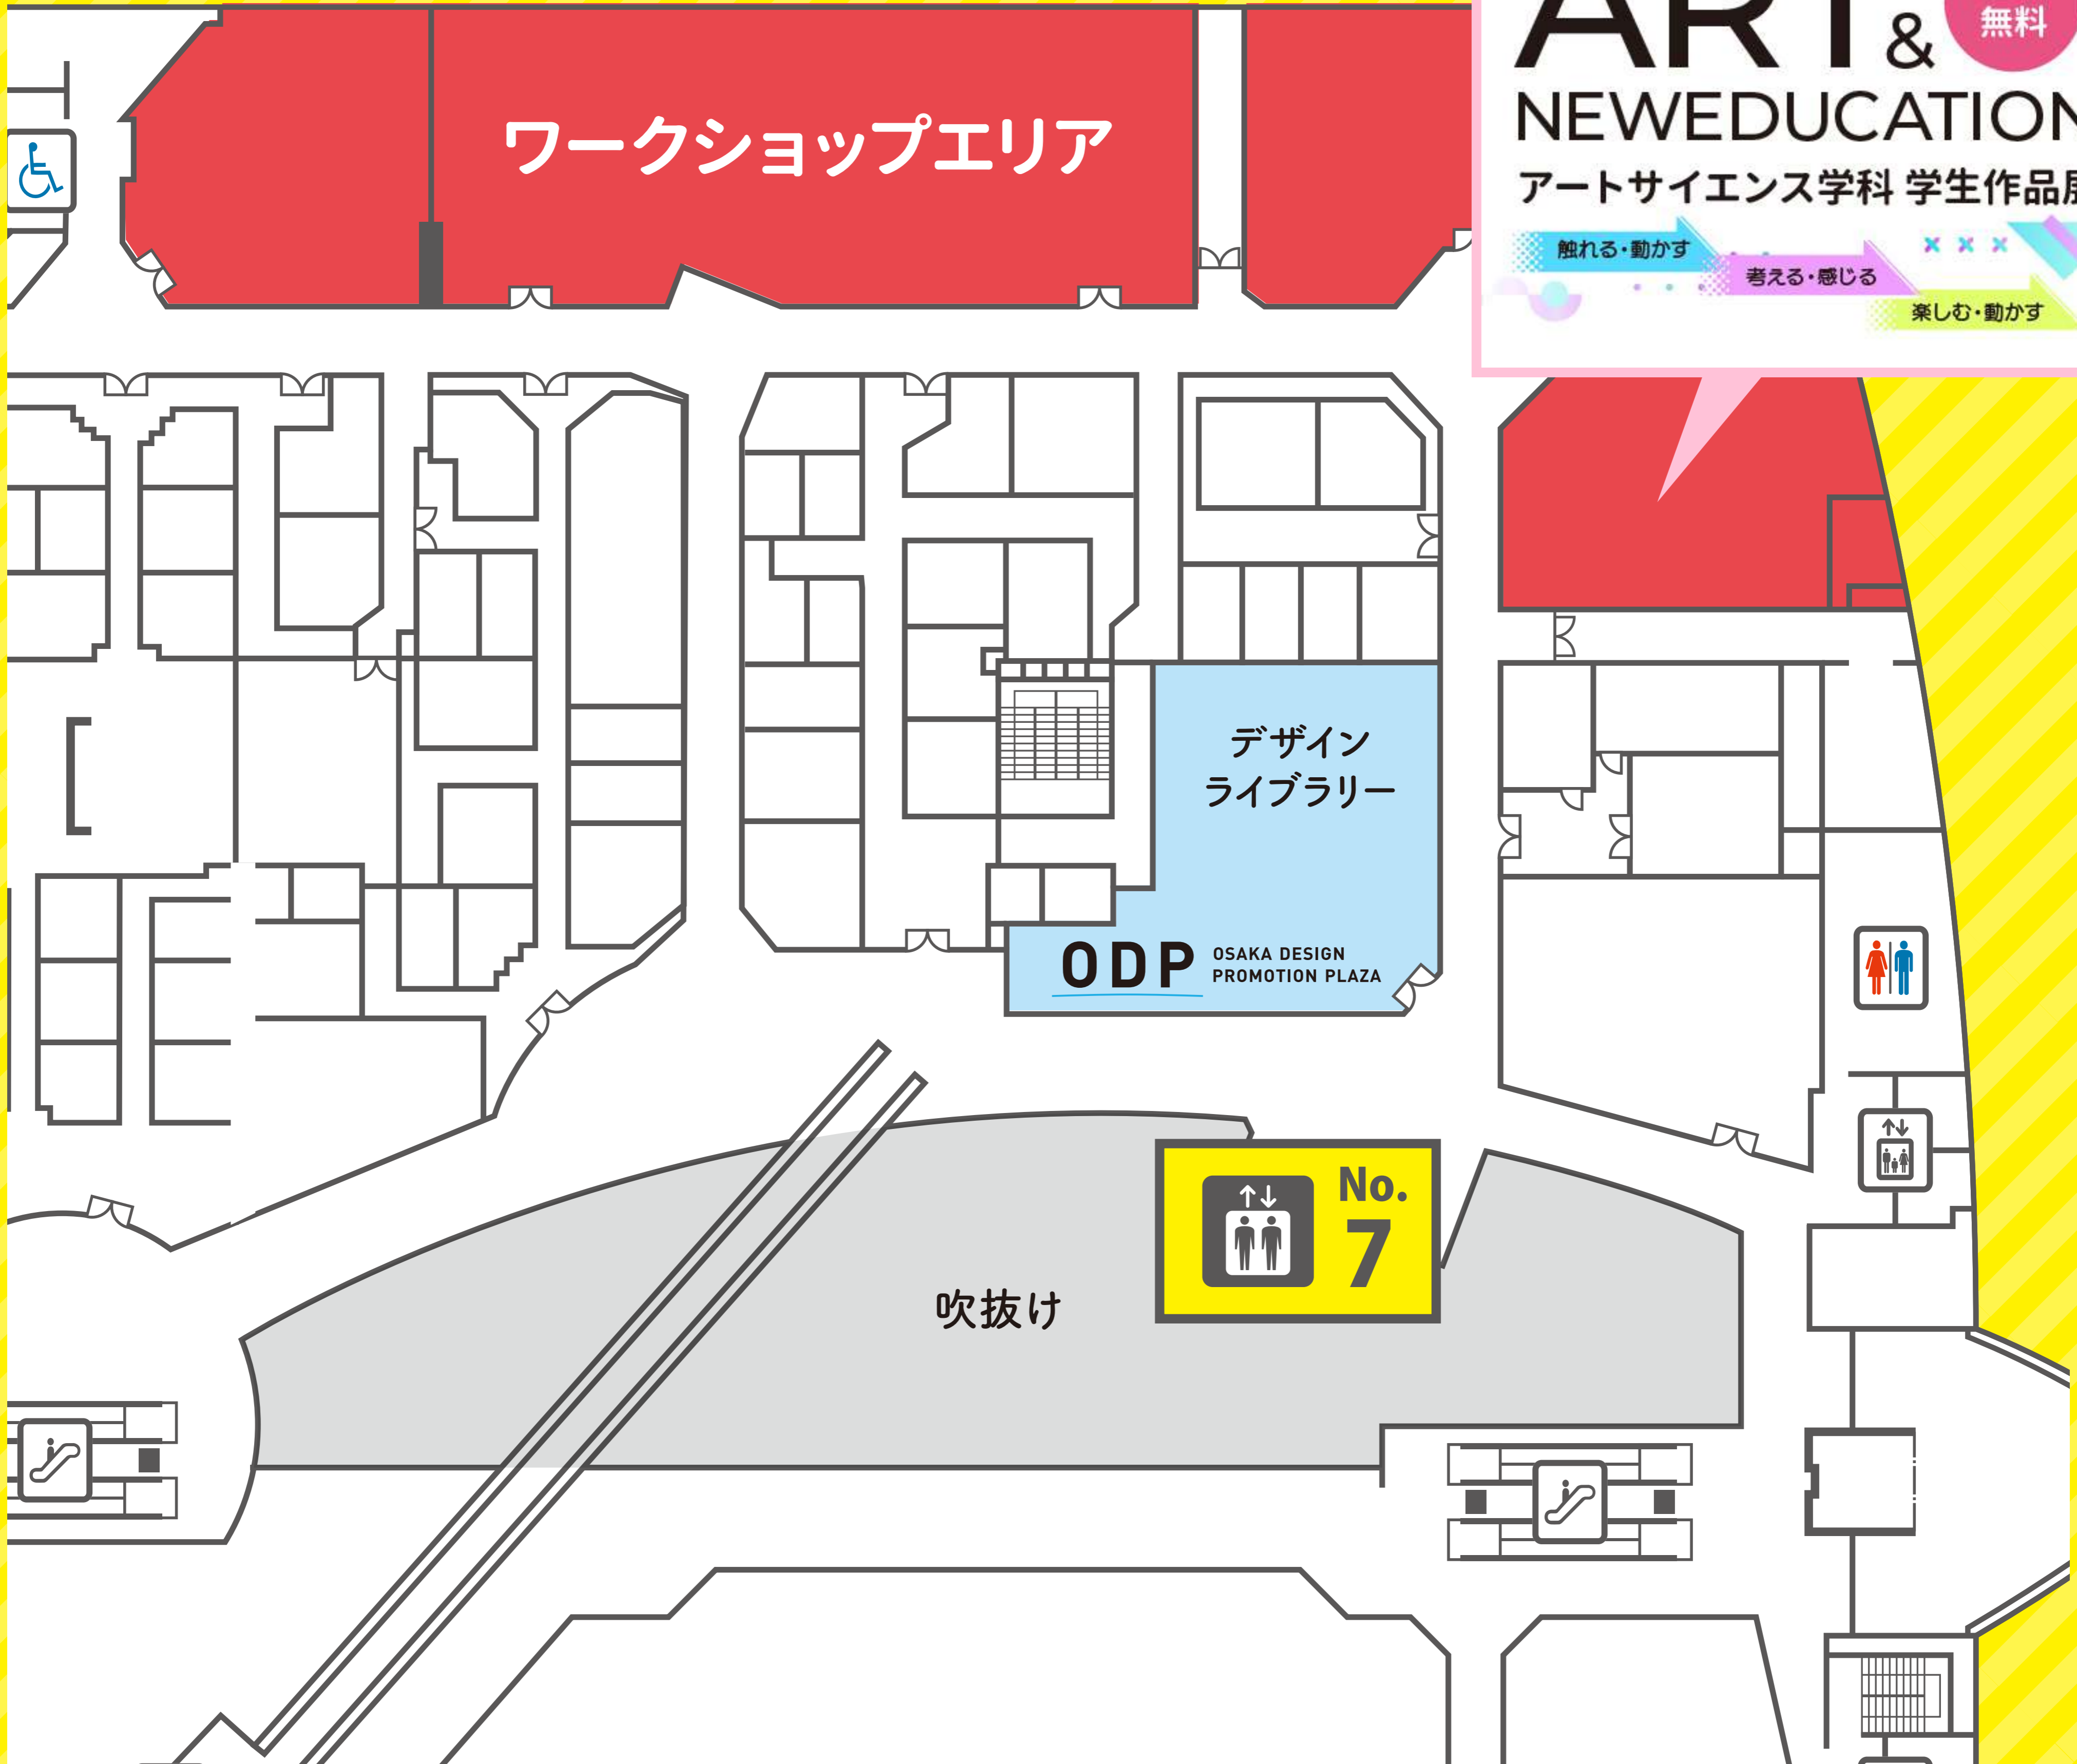 ART &
無料
NEWEDUCATION
アートサイエンス学科 学生作品展
触れる・動かす
考える・感じる
楽しむ・動かす
ワークショップエリア
デザイン
ライブラリー
ODP
OSAKA DESIGN
PROMOTION PLAZA
No.
7
吹抜け